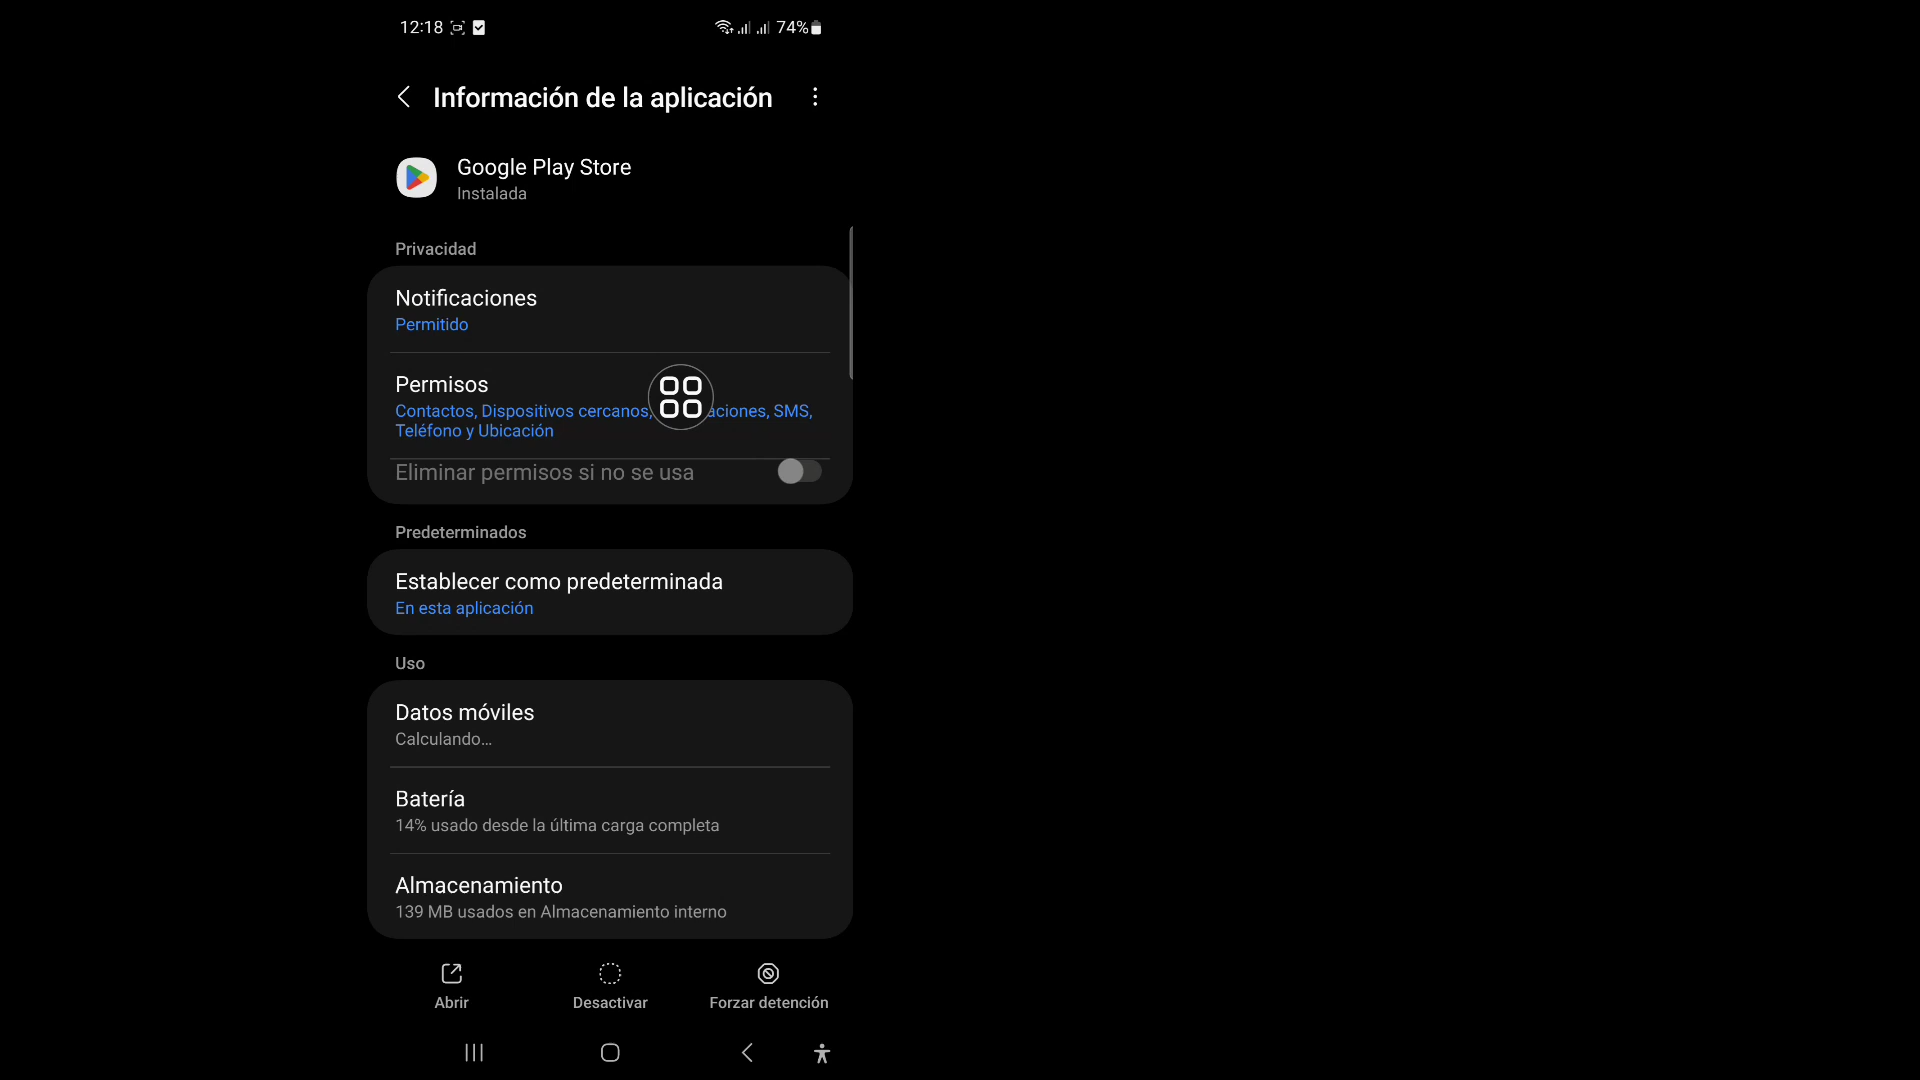 12:18
74%
Información de la aplicación
Google Play Store
Instalada
Privacidad
Notificaciones
Permitido
Permisos
Contactos, Dispositivos cercanos, aciones, SMS,
Teléfono y Ubicación
Eliminar permisos si no se usa
Predeterminados
Establecer como predeterminada
En esta aplicación
Uso
Datos móviles
Calculando…
Batería
14% usado desde la última carga completa
Almacenamiento
139 MB usados en Almacenamiento interno
Abrir
Desactivar
Forzar detención